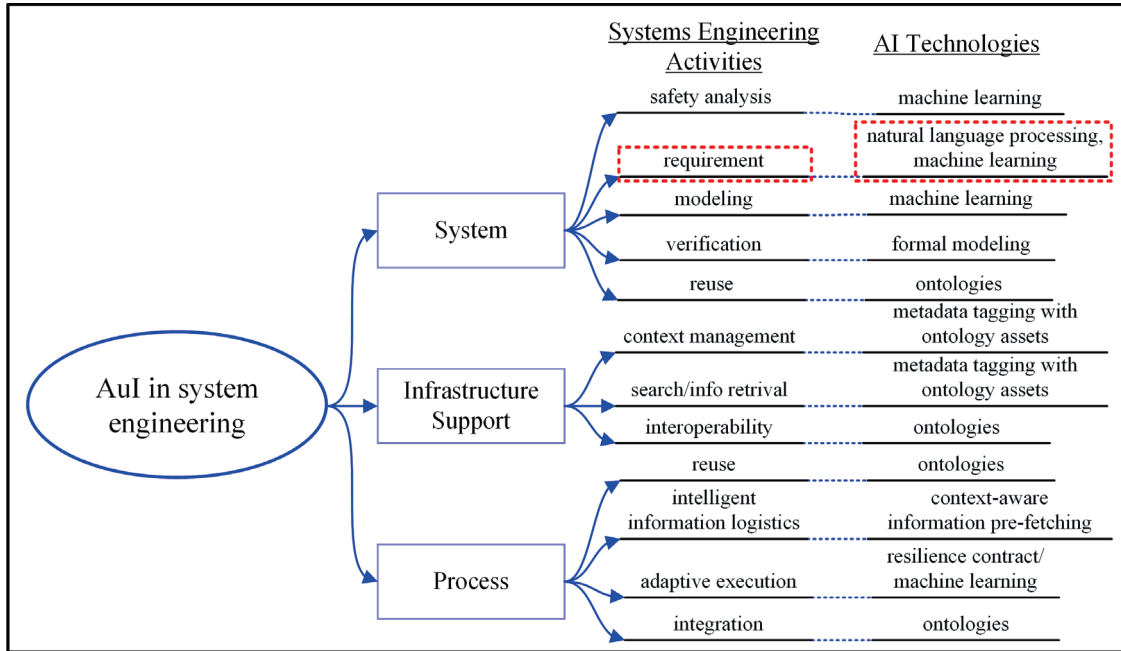 Systems Engineering
Activities
AI Technologies
safety analysis
machine learning
requirement
natural language processing,
machine learning
modeling
machine learning
verification
formal modeling
reuse
ontologies
System
context management
metadata tagging with
ontology assets
search/info retrival
metadata tagging with
ontology assets
interoperability
ontologies
AuI in system
engineering
Infrastructure
Support
reuse
ontologies
intelligent
information logistics
context-aware
information pre-fetching
adaptive execution
resilience contract/
machine learning
integration
ontologies
Process